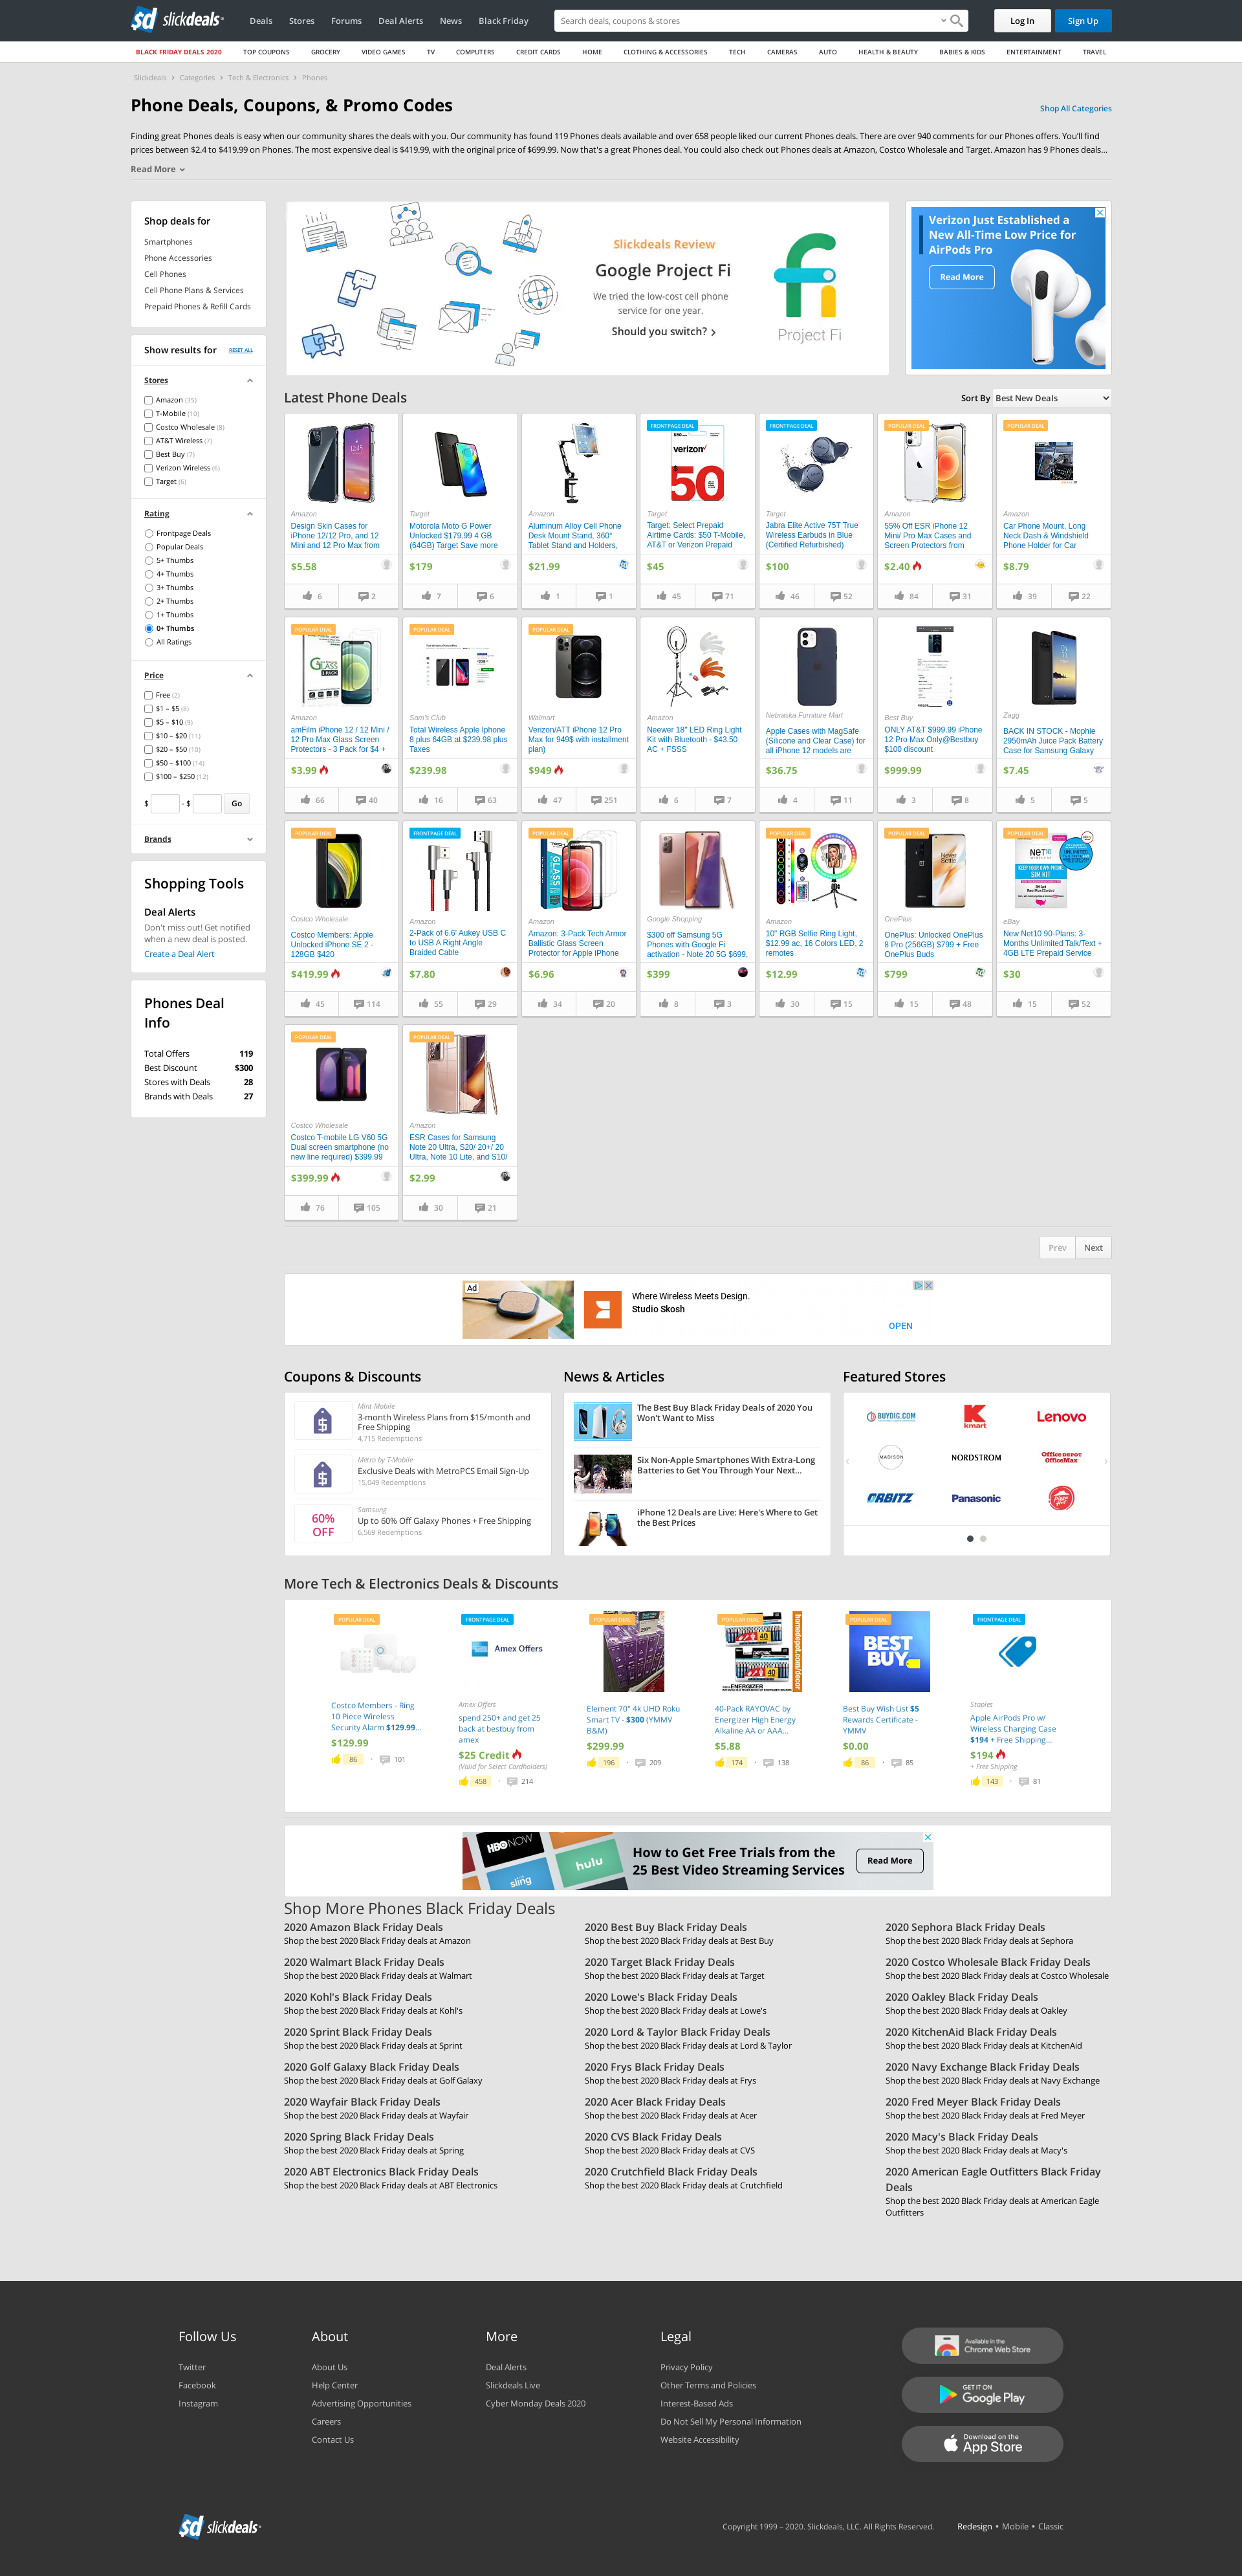 slickdeals
Deals
Stores
Forums
Deal Alerts
News
Black Friday
Search deals, coupons & stores
Log In
Sign Up
BLACK FRIDAY DEALS 2020
TOP COUPONS
GROCERY
VIDEO GAMES
TV
COMPUTERS
CREDIT CARDS
HOME
CLOTHING & ACCESSORIES
TECH
CAMERAS
AUTO
HEALTH & BEAUTY
BABIES & KIDS
ENTERTAINMENT
TRAVEL
Slickdeals › Categories › Tech & Electronics › Phones
Phone Deals, Coupons, & Promo Codes
Shop All Categories
Finding great Phones deals is easy when our community shares the deals with you. Our community has found 119 Phones deals available and over 658 people liked our current Phones deals. There are over 940 comments for our Phones offers. You'll find
prices between $2.4 to $419.99 on Phones. The most expensive deal is $419.99, with the original price of $699.99. Now that's a great Phones deal. You could also check out Phones deals at Amazon, Costco Wholesale and Target. Amazon has 9 Phones deals...
Read More
Shop deals for
Smartphones
Phone Accessories
Cell Phones
Cell Phone Plans & Services
Prepaid Phones & Refill Cards
Show results for
RESET ALL
Stores
Amazon (35)
T-Mobile (10)
Costco Wholesale (8)
AT&T Wireless (7)
Best Buy (7)
Verizon Wireless (6)
Target (6)
Rating
Frontpage Deals
Popular Deals
5+ Thumbs
4+ Thumbs
3+ Thumbs
2+ Thumbs
1+ Thumbs
0+ Thumbs
All Ratings
Price
Free (2)
$1 – $5 (8)
$5 – $10 (9)
$10 – $20 (11)
$20 – $50 (10)
$50 – $100 (14)
$100 – $250 (12)
$ - $ Go
Brands
Shopping Tools
Deal Alerts
Don't miss out! Get notified
when a new deal is posted.
Create a Deal Alert
Phones Deal
Info
Total Offers 119
Best Discount $300
Stores with Deals 28
Brands with Deals 27
Slickdeals Review
Google Project Fi
We tried the low-cost cell phone
service for one year.
Should you switch? ›
Project Fi
Verizon Just Established a
New All-Time Low Price for
AirPods Pro
Read More
Latest Phone Deals
Sort By Best New Deals
Amazon
Design Skin Cases for
iPhone 12/12 Pro, and 12
Mini and 12 Pro Max from
$5.58
6
2
Target
Motorola Moto G Power
Unlocked $179.99 4 GB
(64GB) Target Save more
$179
7
6
Amazon
Aluminum Alloy Cell Phone
Desk Mount Stand, 360°
Tablet Stand and Holders,
$21.99
1
1
FRONTPAGE DEAL
verizon
50
Target
Target: Select Prepaid
Airtime Cards: $50 T-Mobile,
AT&T or Verizon Prepaid
$45
45
71
FRONTPAGE DEAL
Target
Jabra Elite Active 75T True
Wireless Earbuds in Blue
(Certified Refurbished)
$100
46
52
POPULAR DEAL
Amazon
55% Off ESR iPhone 12
Mini/ Pro Max Cases and
Screen Protectors from
$2.40
84
31
POPULAR DEAL
Amazon
Car Phone Mount, Long
Neck Dash & Windshield
Phone Holder for Car
$8.79
39
22
POPULAR DEAL
GLASS
Amazon
amFilm iPhone 12 / 12 Mini /
12 Pro Max Glass Screen
Protectors - 3 Pack for $4 +
$3.99
66
40
POPULAR DEAL
Sam's Club
Total Wireless Apple Iphone
8 plus 64GB at $239.98 plus
Taxes
$239.98
16
63
POPULAR DEAL
Walmart
Verizon/ATT iPhone 12 Pro
Max for 949$ with installment
plan)
$949
47
251
Amazon
Neewer 18" LED Ring Light
Kit with Bluetooth - $43.50
AC + FSSS
6
7
Nebraska Furniture Mart
Apple Cases with MagSafe
(Silicone and Clear Case) for
all iPhone 12 models are
$36.75
4
11
Best Buy
ONLY AT&T $999.99 iPhone
12 Pro Max Only@Bestbuy
$100 discount
$999.99
3
8
Zagg
BACK IN STOCK - Mophie
2950mAh Juice Pack Battery
Case for Samsung Galaxy
$7.45
5
5
POPULAR DEAL
Costco Wholesale
Costco Members: Apple
Unlocked iPhone SE 2 -
128GB $420
$419.99
45
114
FRONTPAGE DEAL
Amazon
2-Pack of 6.6' Aukey USB C
to USB A Right Angle
Braided Cable
$7.80
55
29
POPULAR DEAL
GLASS
Amazon
Amazon: 3-Pack Tech Armor
Ballistic Glass Screen
Protector for Apple iPhone
$6.96
34
20
Google Shopping
$300 off Samsung 5G
Phones with Google Fi
activation - Note 20 5G $699,
$399
8
3
POPULAR DEAL
Amazon
10" RGB Selfie Ring Light,
$12.99 ac, 16 Colors LED, 2
remotes
$12.99
30
15
POPULAR DEAL
Never
Settle
OnePlus
OnePlus: Unlocked OnePlus
8 Pro (256GB) $799 + Free
OnePlus Buds
$799
15
48
POPULAR DEAL
NET10
SIM KIT
eBay
New Net10 90-Plans: 3-
Months Unlimited Talk/Text +
4GB LTE Prepaid Service
$30
15
52
POPULAR DEAL
Costco Wholesale
Costco T-mobile LG V60 5G
Dual screen smartphone (no
new line required) $399.99
$399.99
76
105
POPULAR DEAL
Amazon
ESR Cases for Samsung
Note 20 Ultra, S20/ 20+/ 20
Ultra, Note 10 Lite, and S10/
$2.99
30
21
Prev
Next
Ad
Where Wireless Meets Design.
Studio Skosh
OPEN
Coupons & Discounts
Mint Mobile
3-month Wireless Plans from $15/month and
Free Shipping
4,715 Redemptions
Metro by T-Mobile
Exclusive Deals with MetroPCS Email Sign-Up
15,049 Redemptions
60%
OFF
Samsung
Up to 60% Off Galaxy Phones + Free Shipping
6,569 Redemptions
News & Articles
The Best Buy Black Friday Deals of 2020 You
Won't Want to Miss
Six Non-Apple Smartphones With Extra-Long
Batteries to Get You Through Your Next...
iPhone 12 Deals are Live: Here's Where to Get
the Best Prices
Featured Stores
BUYDIG.COM
kmart
Lenovo
MADISON
NORDSTROM
Office DEPOT
OfficeMax
ORBITZ
Panasonic
Pizza Hut
More Tech & Electronics Deals & Discounts
POPULAR DEAL
Costco Members - Ring
10 Piece Wireless
Security Alarm $129.99...
$129.99
86 • 101
FRONTPAGE DEAL
Amex Offers
Amex Offers
spend 250+ and get 25
back at bestbuy from
amex
$25 Credit
(Valid for Select Cardholders)
458 • 214
POPULAR DEAL
Element 70" 4k UHD Roku
Smart TV - $300 (YMMV
B&M)
$299.99
196 • 209
POPULAR DEAL
RAYOVAC
40
40
ENERGIZER
homedepot.com/decor
40-Pack RAYOVAC by
Energizer High Energy
Alkaline AA or AAA...
$5.88
174 • 138
POPULAR DEAL
BEST
BUY
Best Buy Wish List $5
Rewards Certificate -
YMMV
$0.00
86 • 85
FRONTPAGE DEAL
Staples
Apple AirPods Pro w/
Wireless Charging Case
$194 + Free Shipping...
$194
+ Free Shipping
143 • 81
HBO NOW
sling
hulu
How to Get Free Trials from the
25 Best Video Streaming Services
Read More
Shop More Phones Black Friday Deals
2020 Amazon Black Friday Deals
Shop the best 2020 Black Friday deals at Amazon
2020 Best Buy Black Friday Deals
Shop the best 2020 Black Friday deals at Best Buy
2020 Sephora Black Friday Deals
Shop the best 2020 Black Friday deals at Sephora
2020 Walmart Black Friday Deals
Shop the best 2020 Black Friday deals at Walmart
2020 Target Black Friday Deals
Shop the best 2020 Black Friday deals at Target
2020 Costco Wholesale Black Friday Deals
Shop the best 2020 Black Friday deals at Costco Wholesale
2020 Kohl's Black Friday Deals
Shop the best 2020 Black Friday deals at Kohl's
2020 Lowe's Black Friday Deals
Shop the best 2020 Black Friday deals at Lowe's
2020 Oakley Black Friday Deals
Shop the best 2020 Black Friday deals at Oakley
2020 Sprint Black Friday Deals
Shop the best 2020 Black Friday deals at Sprint
2020 Lord & Taylor Black Friday Deals
Shop the best 2020 Black Friday deals at Lord & Taylor
2020 KitchenAid Black Friday Deals
Shop the best 2020 Black Friday deals at KitchenAid
2020 Golf Galaxy Black Friday Deals
Shop the best 2020 Black Friday deals at Golf Galaxy
2020 Frys Black Friday Deals
Shop the best 2020 Black Friday deals at Frys
2020 Navy Exchange Black Friday Deals
Shop the best 2020 Black Friday deals at Navy Exchange
2020 Wayfair Black Friday Deals
Shop the best 2020 Black Friday deals at Wayfair
2020 Acer Black Friday Deals
Shop the best 2020 Black Friday deals at Acer
2020 Fred Meyer Black Friday Deals
Shop the best 2020 Black Friday deals at Fred Meyer
2020 Spring Black Friday Deals
Shop the best 2020 Black Friday deals at Spring
2020 CVS Black Friday Deals
Shop the best 2020 Black Friday deals at CVS
2020 Macy's Black Friday Deals
Shop the best 2020 Black Friday deals at Macy's
2020 ABT Electronics Black Friday Deals
Shop the best 2020 Black Friday deals at ABT Electronics
2020 Crutchfield Black Friday Deals
Shop the best 2020 Black Friday deals at Crutchfield
2020 American Eagle Outfitters Black Friday
Deals
Shop the best 2020 Black Friday deals at American Eagle
Outfitters
Follow Us
Twitter
Facebook
Instagram
About
About Us
Help Center
Advertising Opportunities
Careers
Contact Us
More
Deal Alerts
Slickdeals Live
Cyber Monday Deals 2020
Legal
Privacy Policy
Other Terms and Policies
Interest-Based Ads
Do Not Sell My Personal Information
Website Accessibility
Available in the
Chrome Web Store
GET IT ON
Google Play
Download on the
App Store
slickdeals
Copyright 1999 – 2020. Slickdeals, LLC. All Rights Reserved.
Redesign • Mobile • Classic